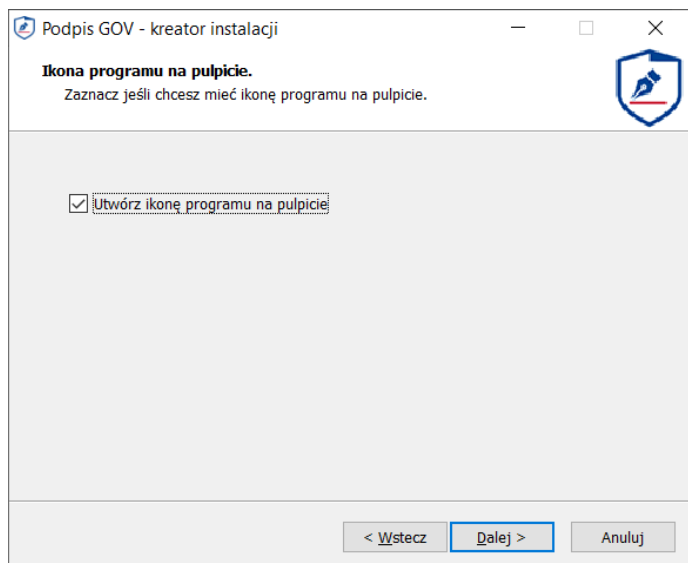 Podpis GOV - kreator instalacji
Ikona programu na pulpicie.
Zaznacz jeśli chcesz mieć ikonę programu na pulpicie.
Utwórz ikonę programu na pulpicie
< Wstecz Dalej > Anuluj